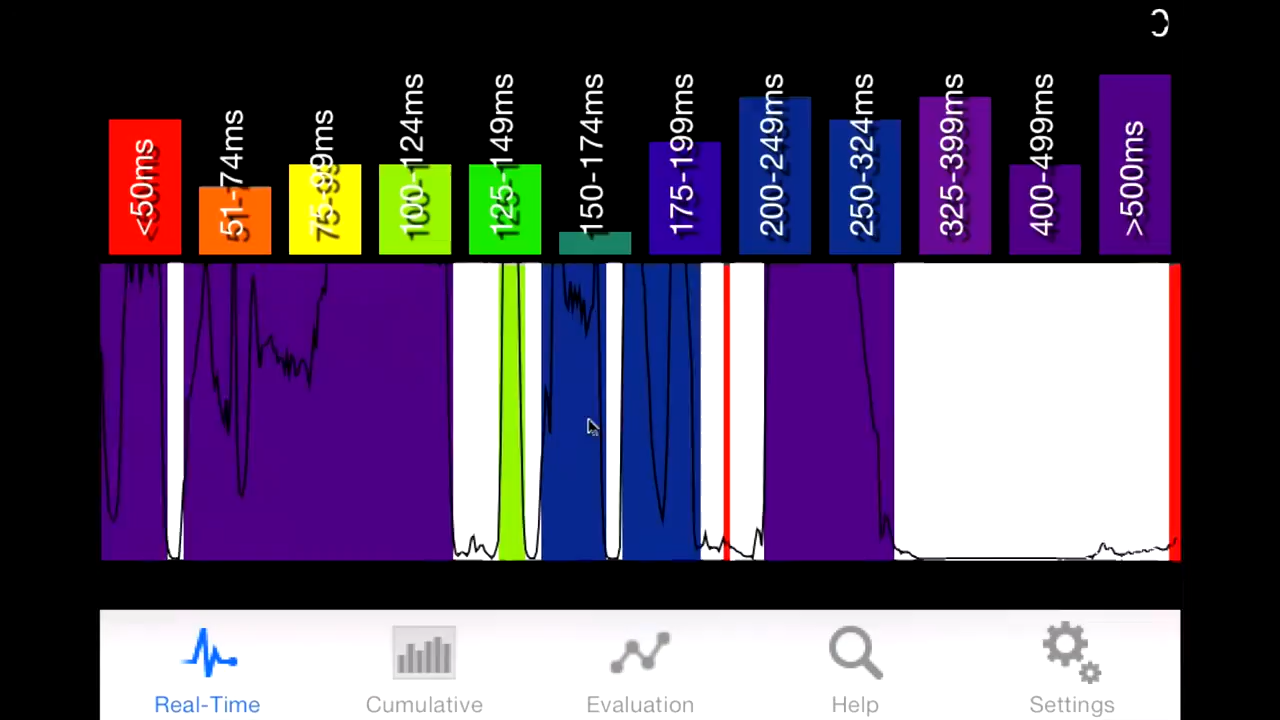 <50ms
51-74ms
75-99ms
100-124ms
125-149ms
150-174ms
175-199ms
200-249ms
250-324ms
325-399ms
400-499ms
>500ms
Real-Time
Cumulative
Evaluation
Help
Settings